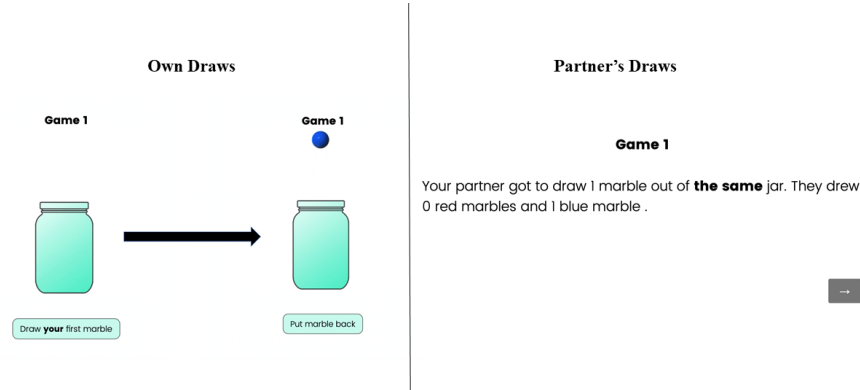 Own Draws
Game 1
Game 1
Draw your first marble
Put marble back
Partner's Draws
Game 1
Your partner got to draw 1 marble out of the same jar. They drew
0 red marbles and 1 blue marble .
→